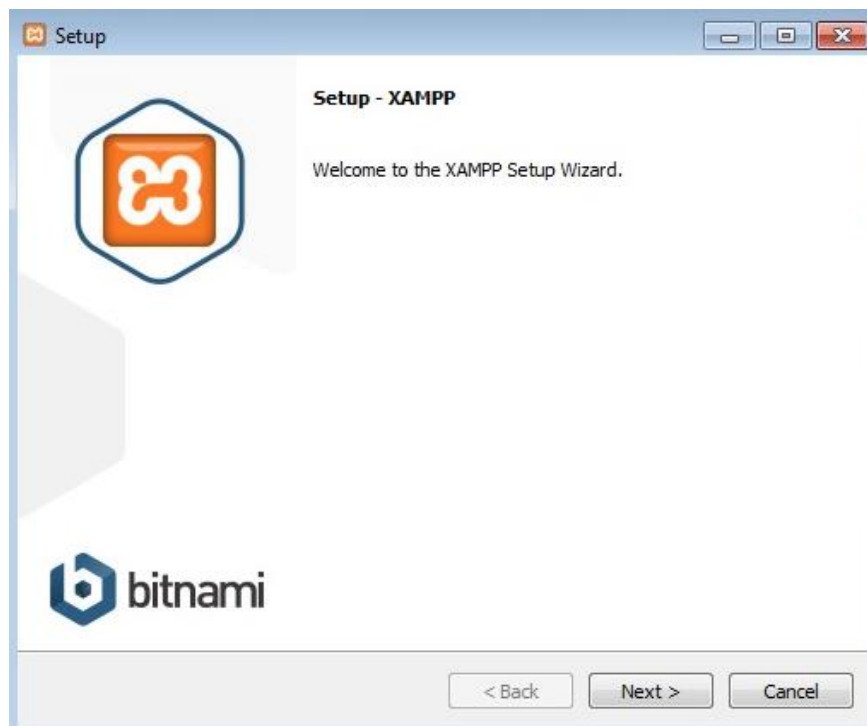 Setup
Setup - XAMPP
Welcome to the XAMPP Setup Wizard.
bitnami
< Back
Next >
Cancel